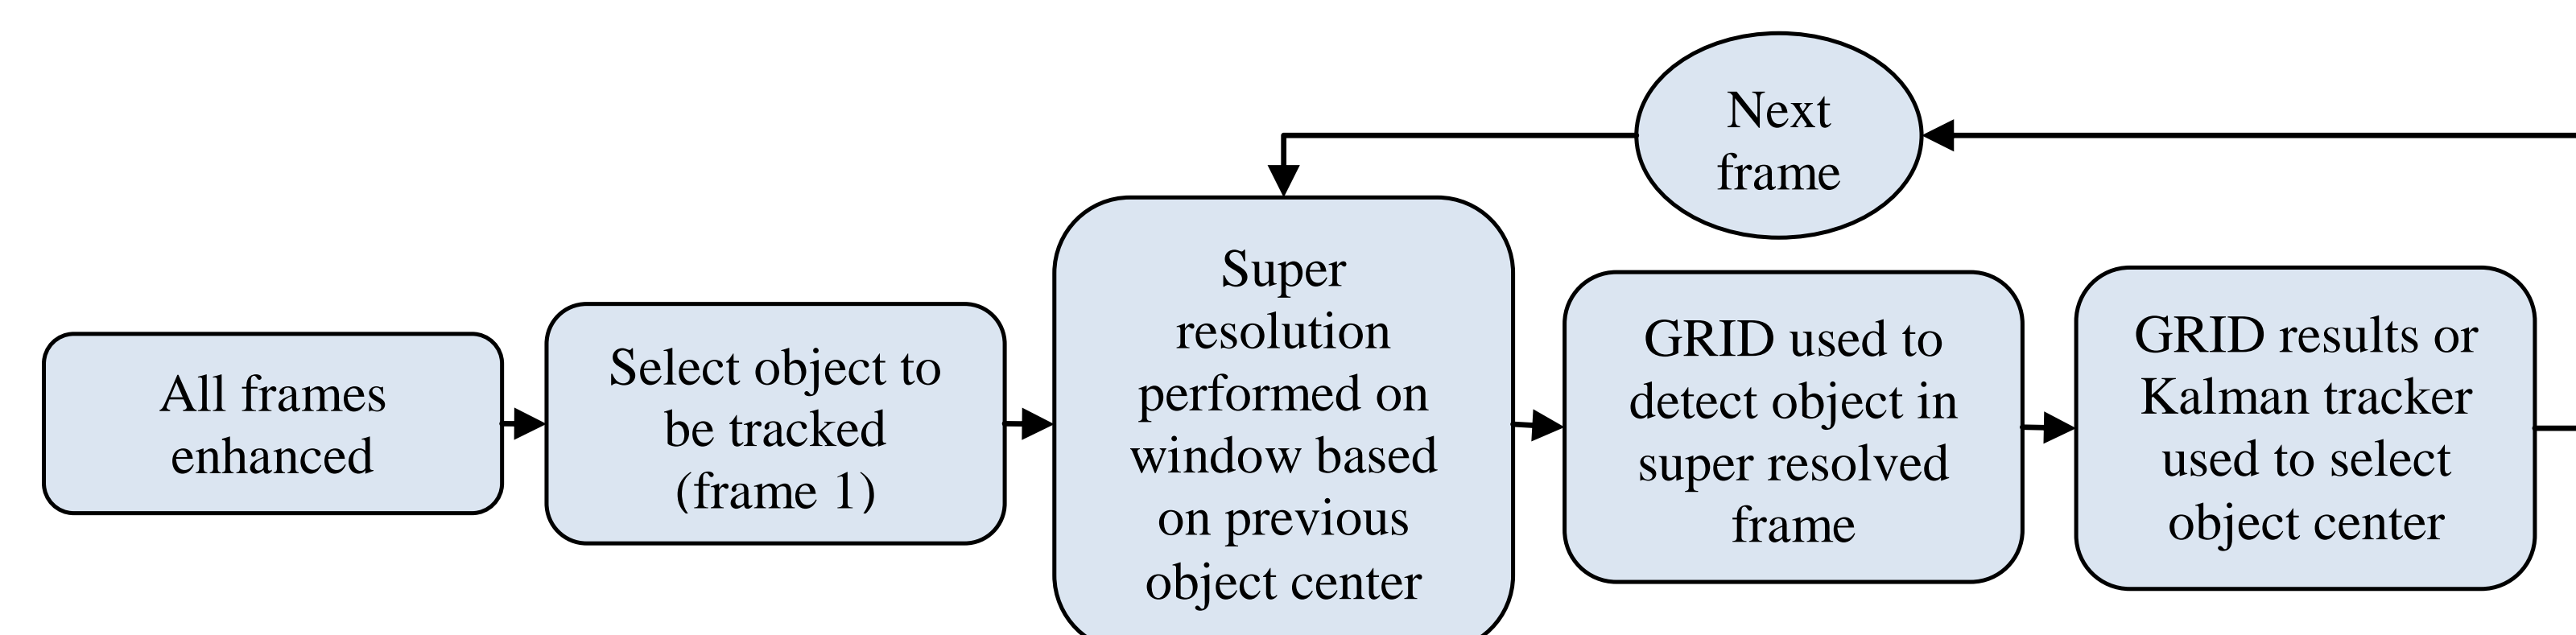 Next
frame
All frames
enhanced
Select object to
be tracked
(frame 1)
Super
resolution
performed on
window based
on previous
object center
GRID used to
detect object in
super resolved
frame
GRID results or
Kalman tracker
used to select
object center